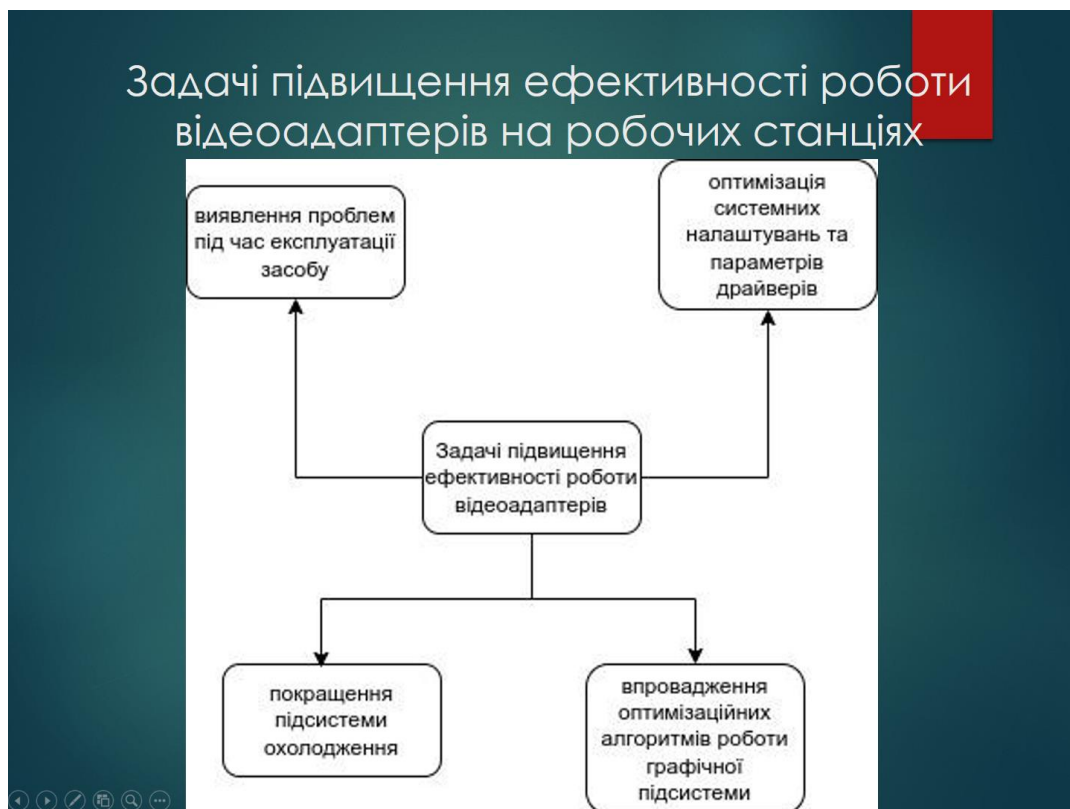 Задачі підвищення ефективності роботи
відеоадаптерів на робочих станціях
виявлення проблем
під час експлуатації
засобу
оптимізація
системних
налаштувань та
параметрів
драйверів
Задачі підвищення
ефективності роботи
відеоадаптерів
покращення
підсистеми
охолодження
впровадження
оптимізаційних
алгоритмів роботи
графічної
підсистеми